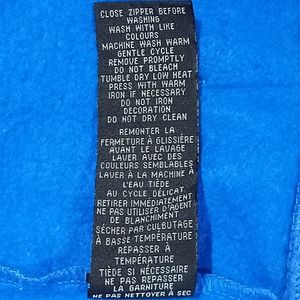 CLOSE ZIPPER BEFORE
WASHING
WASH WITH LIKE
COLOURS
MACHINE WASH WARM
GENTLE CYCLE
REMOVE PROMPTLY
DO NOT BLEACH
TUMBLE DRY LOW HEAT
PRESS WITH WARM
IRON IF NECESSARY
DO NOT IRON
DECORATION
DO NOT DRY CLEAN
REMONTER LA
FERMETURE À GLISSIÈRE
AVANT LE LAVAGE
LAVER AVEC DES
COULEURS SEMBLABLES
LAVER À LA MACHINE À
L'EAU TIÈDE
AU CYCLE DÉLICAT
RETIRER IMMÉDIATEMENT
NE PAS UTILISER D'AGENT
DE BLANCHIMENT
SÉCHER PAR CULBUTAGE
À BASSE TEMPÉRATURE
REPASSER À
TEMPÉRATURE
TIÈDE SI NÉCESSAIRE
NE PAS REPASSER
LA GARNITURE
NE PAS NETTOYER À SEC